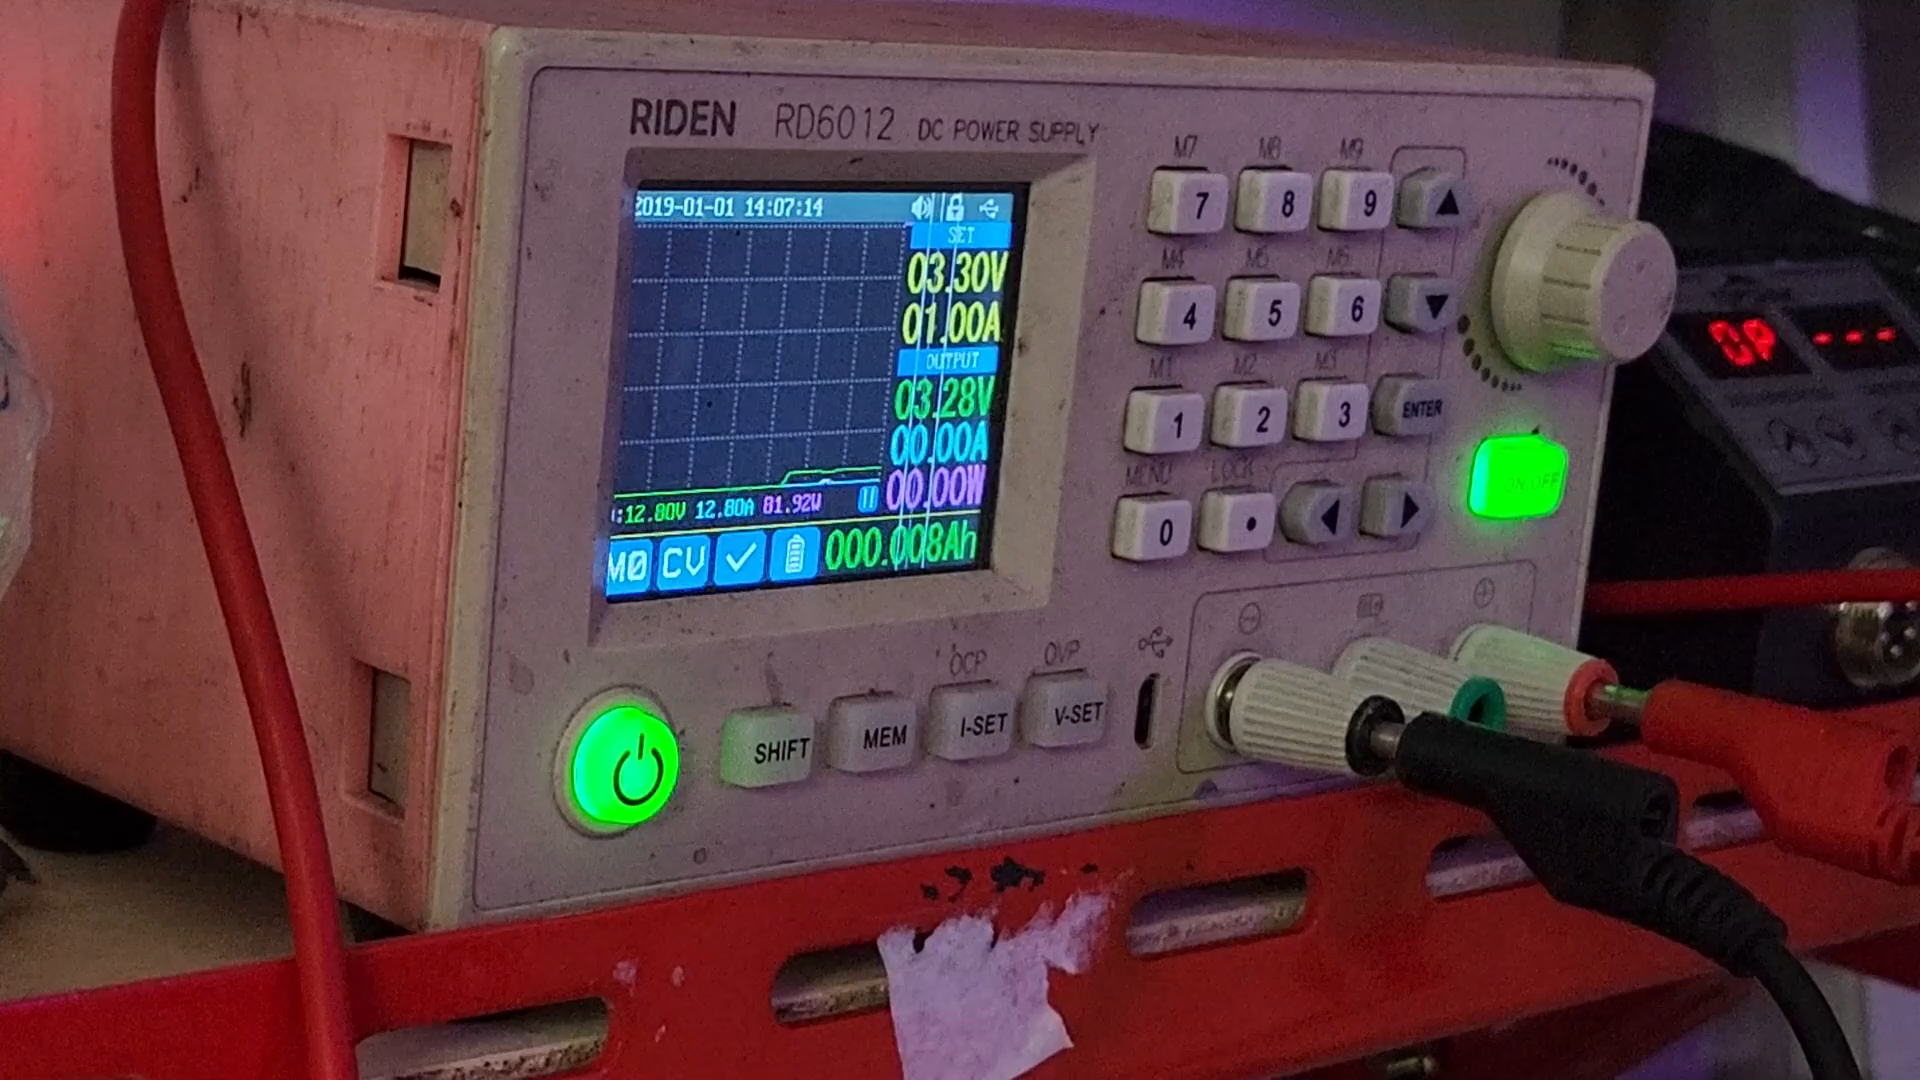 RIDEN RD6012 DC POWER SUPPLY
2019-01-01 14:07:14
SET
03.30V
01.00A
OUTPUT
03.28V
00.00A
00.00W
:12.80V 12.80A 81.92W
M0 CV 000.008Ah
M7 M8 M9
7 8 9
M4 M5 M6
4 5 6
M1 M2 M3
1 2 3 ENTER
MENU LOCK
0 .
ON/OFF
OCP OVP
SHIFT MEM I-SET V-SET
OP ---